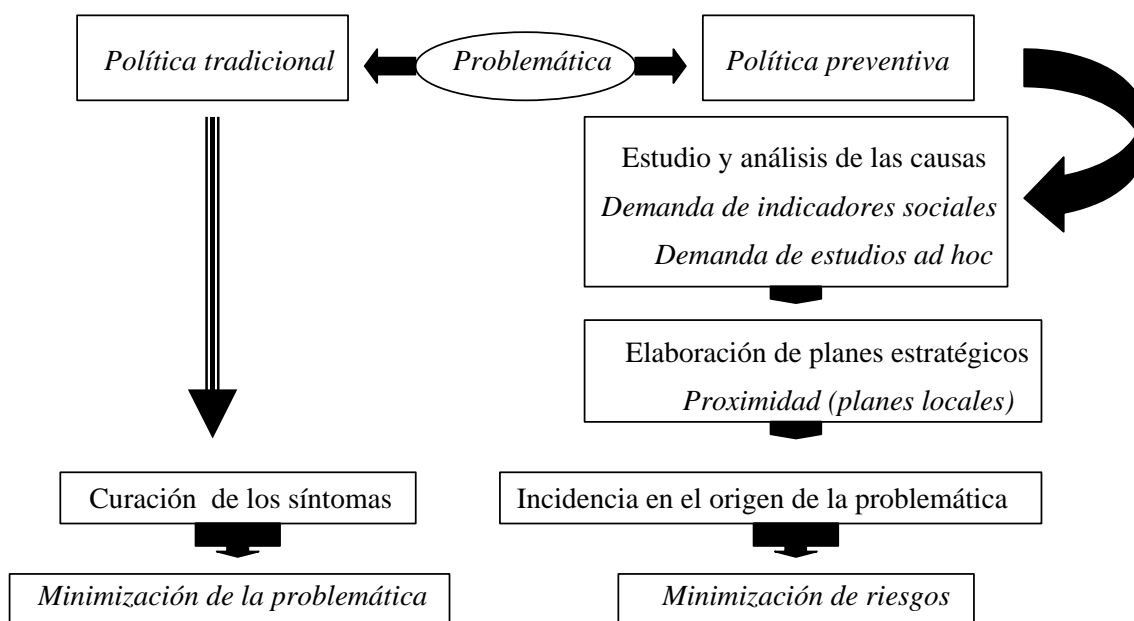 Política tradicional
Problemática
Política preventiva
Estudio y análisis de las causas
Demanda de indicadores sociales
Demanda de estudios ad hoc
Elaboración de planes estratégicos
Proximidad (planes locales)
Curación de los síntomas
Incidencia en el origen de la problemática
Minimización de la problemática
Minimización de riesgos